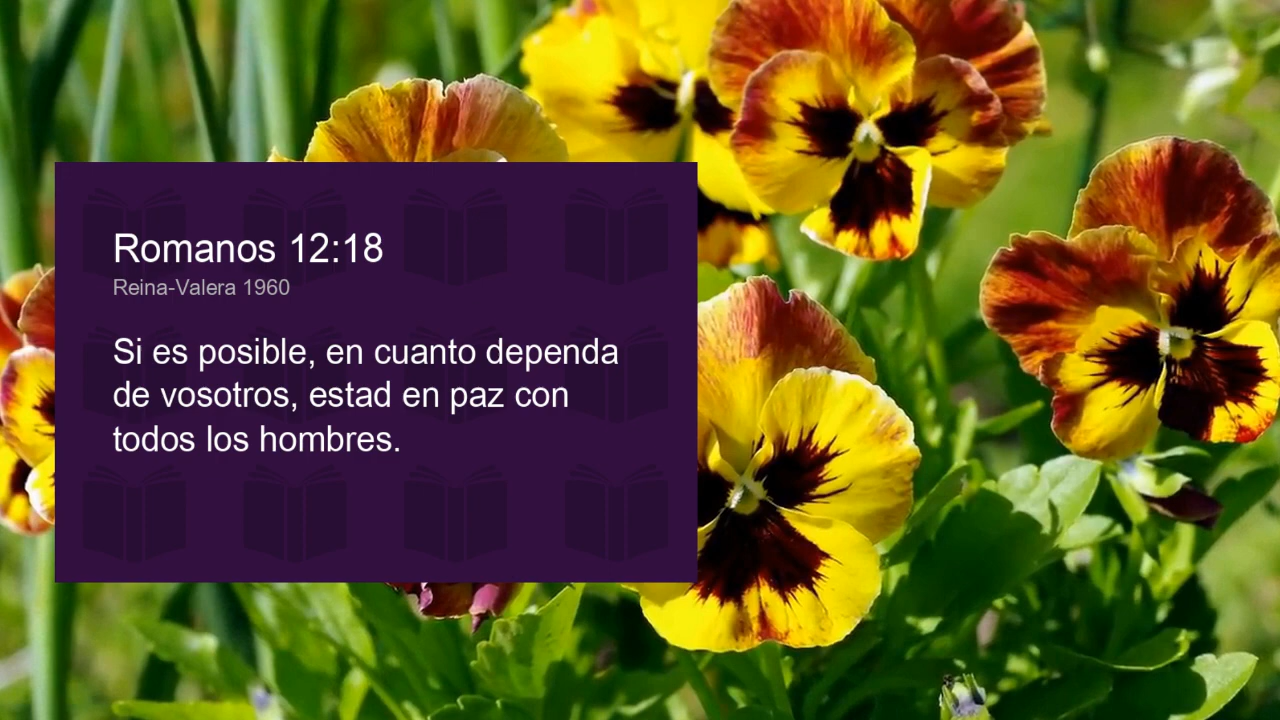 Romanos 12:18
Reina-Valera 1960
Si es posible, en cuanto dependa
de vosotros, estad en paz con
todos los hombres.